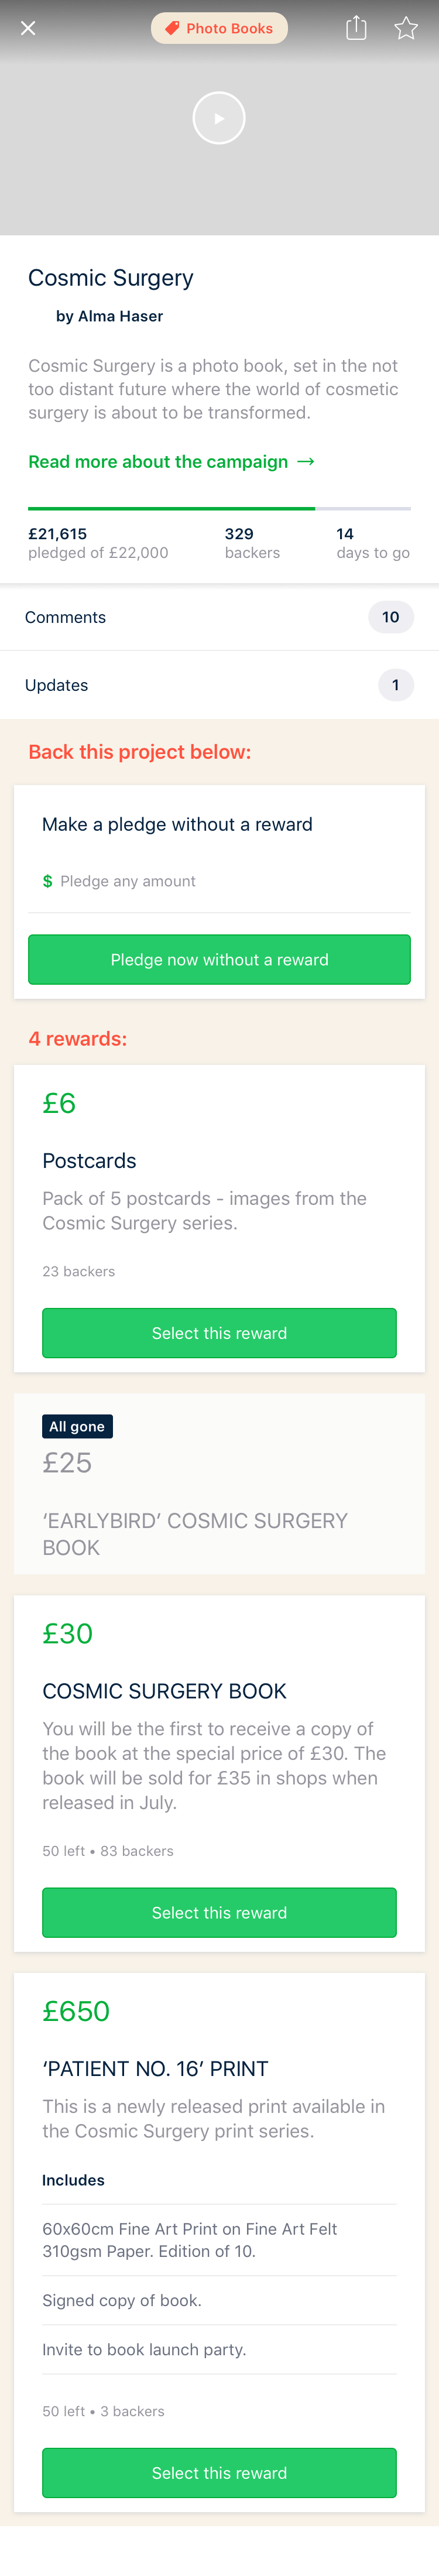 Photo Books
Cosmic Surgery
by Alma Haser
Cosmic Surgery is a photo book, set in the not
too distant future where the world of cosmetic
surgery is about to be transformed.
Read more about the campaign →
£21,615
pledged of £22,000
329
backers
14
days to go
Comments
10
Updates
1
Back this project below:
Make a pledge without a reward
$ Pledge any amount
Pledge now without a reward
4 rewards:
£6
Postcards
Pack of 5 postcards - images from the
Cosmic Surgery series.
23 backers
Select this reward
All gone
£25
‘EARLYBIRD’ COSMIC SURGERY
BOOK
£30
COSMIC SURGERY BOOK
You will be the first to receive a copy of
the book at the special price of £30. The
book will be sold for £35 in shops when
released in July.
50 left • 83 backers
Select this reward
£650
‘PATIENT NO. 16’ PRINT
This is a newly released print available in
the Cosmic Surgery print series.
Includes
60x60cm Fine Art Print on Fine Art Felt
310gsm Paper. Edition of 10.
Signed copy of book.
Invite to book launch party.
50 left • 3 backers
Select this reward